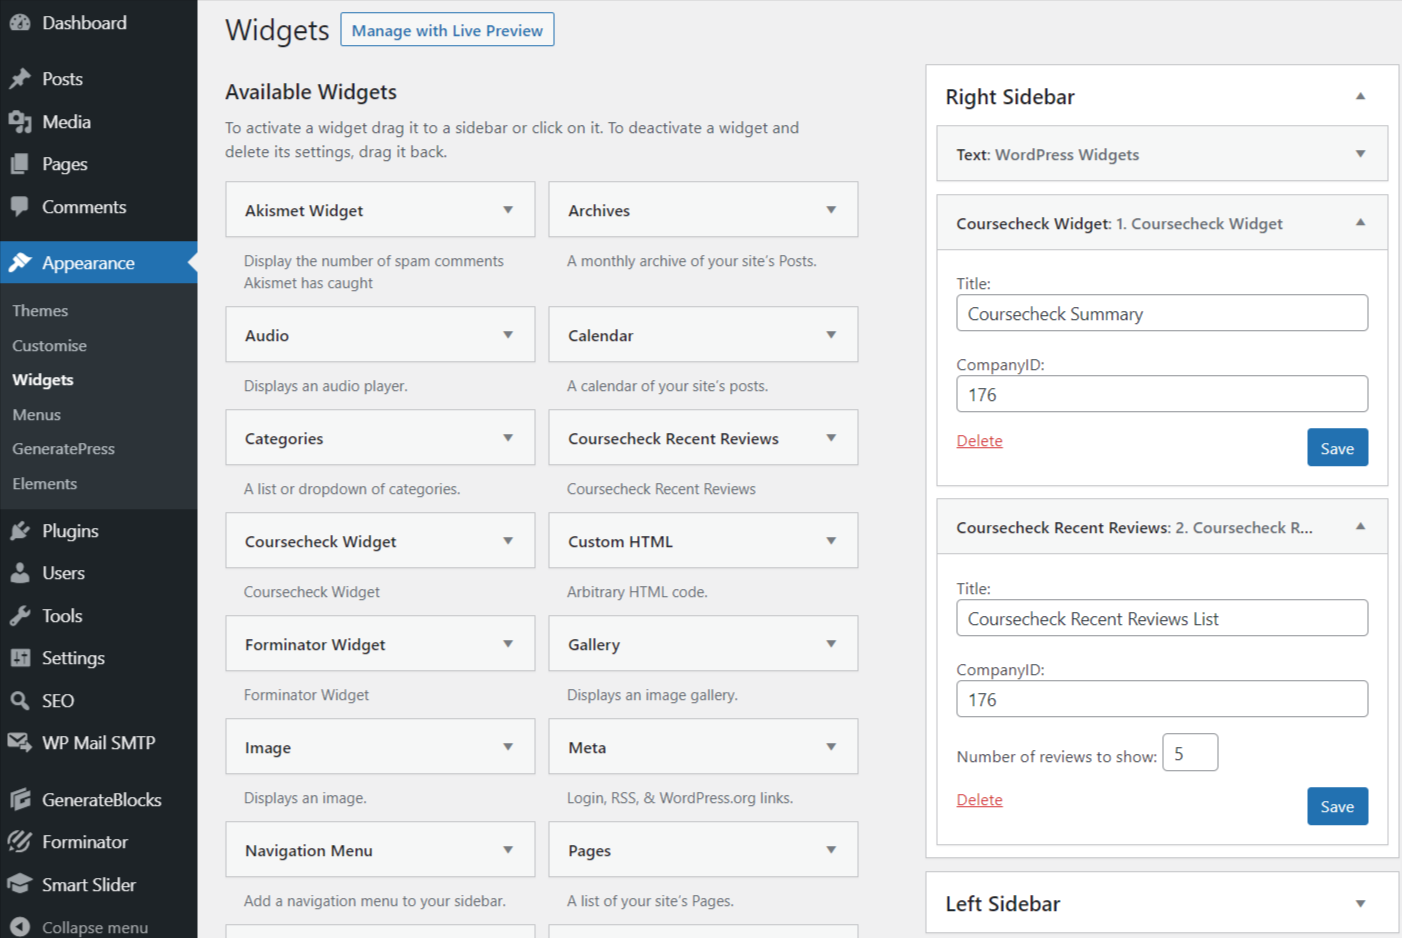 Dashboard
Posts
Media
Pages
Comments
Appearance
Themes
Customise
Widgets
Menus
GeneratePress
Elements
Plugins
Users
Tools
Settings
SEO
WP Mail SMTP
GenerateBlocks
Forminator
Smart Slider
Collapse menu
Widgets
Manage with Live Preview
Available Widgets
To activate a widget drag it to a sidebar or click on it. To deactivate a widget and
delete its settings, drag it back.
Akismet Widget
Display the number of spam comments
Akismet has caught
Archives
A monthly archive of your site’s Posts.
Audio
Displays an audio player.
Calendar
A calendar of your site’s posts.
Categories
A list or dropdown of categories.
Coursecheck Recent Reviews
Coursecheck Recent Reviews
Coursecheck Widget
Coursecheck Widget
Custom HTML
Arbitrary HTML code.
Forminator Widget
Forminator Widget
Gallery
Displays an image gallery.
Image
Displays an image.
Meta
Login, RSS, & WordPress.org links.
Navigation Menu
Add a navigation menu to your sidebar.
Pages
A list of your site’s Pages.
Right Sidebar
Text: WordPress Widgets
Coursecheck Widget: 1. Coursecheck Widget
Title:
Coursecheck Summary
CompanyID:
176
Delete
Save
Coursecheck Recent Reviews: 2. Coursecheck R...
Title:
Coursecheck Recent Reviews List
CompanyID:
176
Number of reviews to show: 5
Delete
Save
Left Sidebar